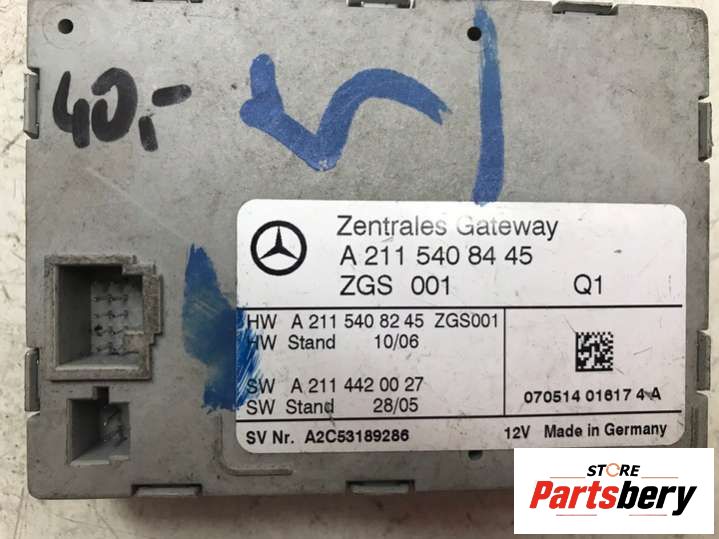 40,-
Zentrales Gateway
A 211 540 84 45
ZGS 001 Q1
HW A 211 540 82 45 ZGS001
HW Stand 10/06
SW A 211 442 00 27
SW Stand 28/05
070514 01617 4 A
SV Nr. A2C53189286 12V Made in Germany
STORE
Partsbery